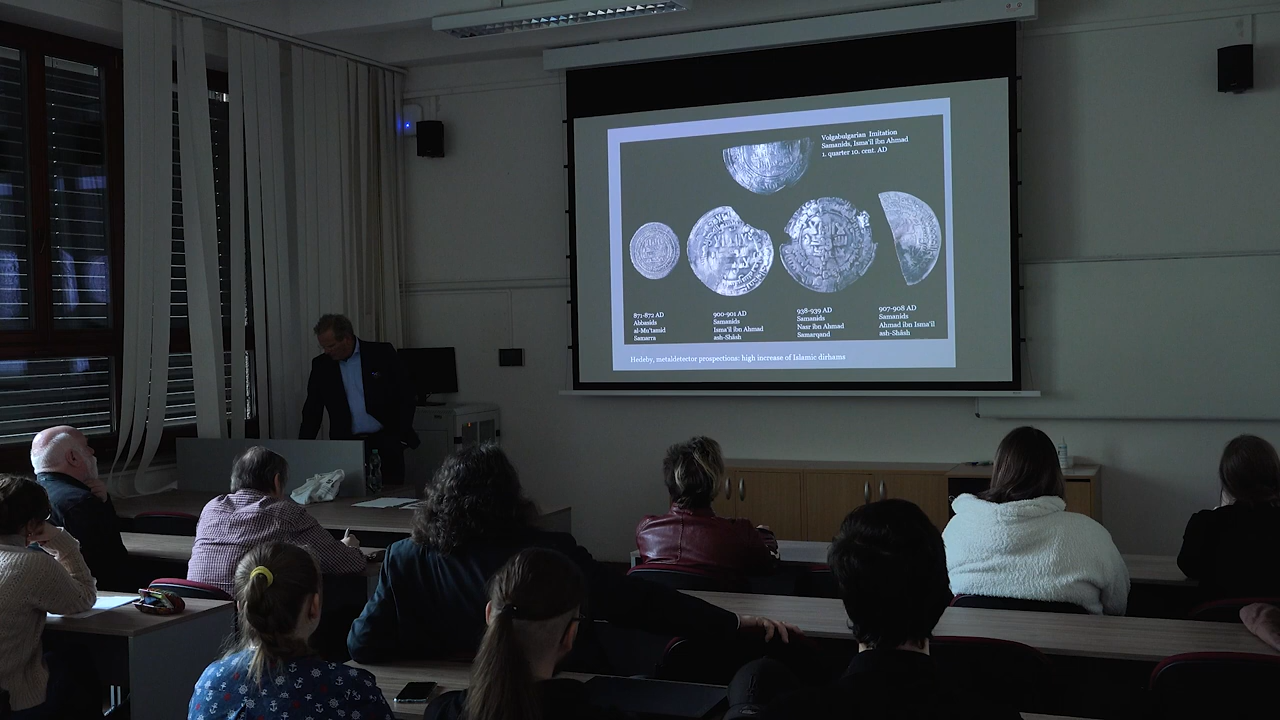 Volgabulgarian Imitation
Samanids, Isma'il ibn Ahmad
1. quarter 10. cent. AD
871-872 AD
Abbasids
al-Mu'tamid
Samarra
900-901 AD
Samanids
Isma'il ibn Ahmad
ash-Shâsh
938-939 AD
Samanids
Nasr ibn Ahmad
Samarqand
907-908 AD
Samanids
Ahmad ibn Isma'il
ash-Shâsh
Hedeby, metaldetector prospections: high increase of Islamic dirhams